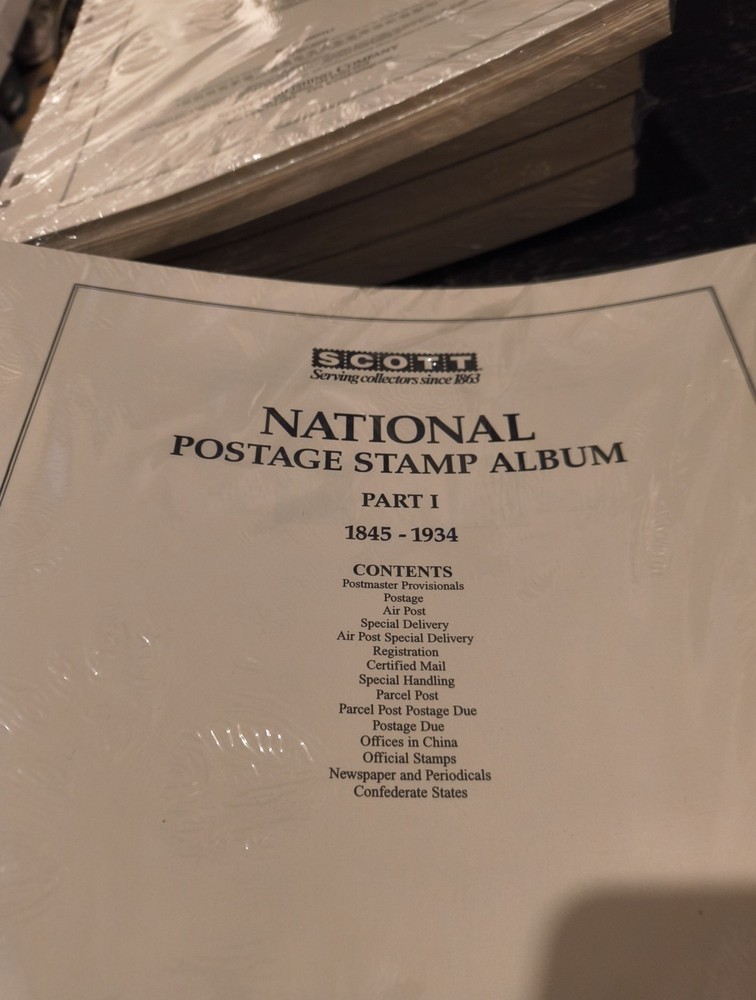 SCOTT
Serving collectors since 1863
NATIONAL
POSTAGE STAMP ALBUM
PART I
1845 - 1934
CONTENTS
Postmaster Provisionals
Postage
Air Post
Special Delivery
Air Post Special Delivery
Registration
Certified Mail
Special Handling
Parcel Post
Parcel Post Postage Due
Postage Due
Offices in China
Official Stamps
Newspaper and Periodicals
Confederate States